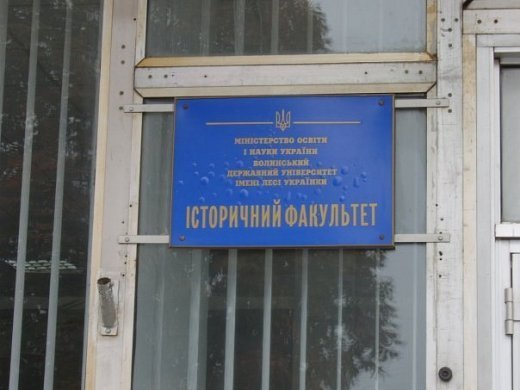 МІНІСТЕРСТВО ОСВІТИ
І НАУКИ УКРАЇНИ
ВОЛИНСЬКИЙ
ДЕРЖАВНИЙ УНІВЕРСИТЕТ
ІМЕНІ ЛЕСІ УКРАЇНКИ
ІСТОРИЧНИЙ ФАКУЛЬТЕТ